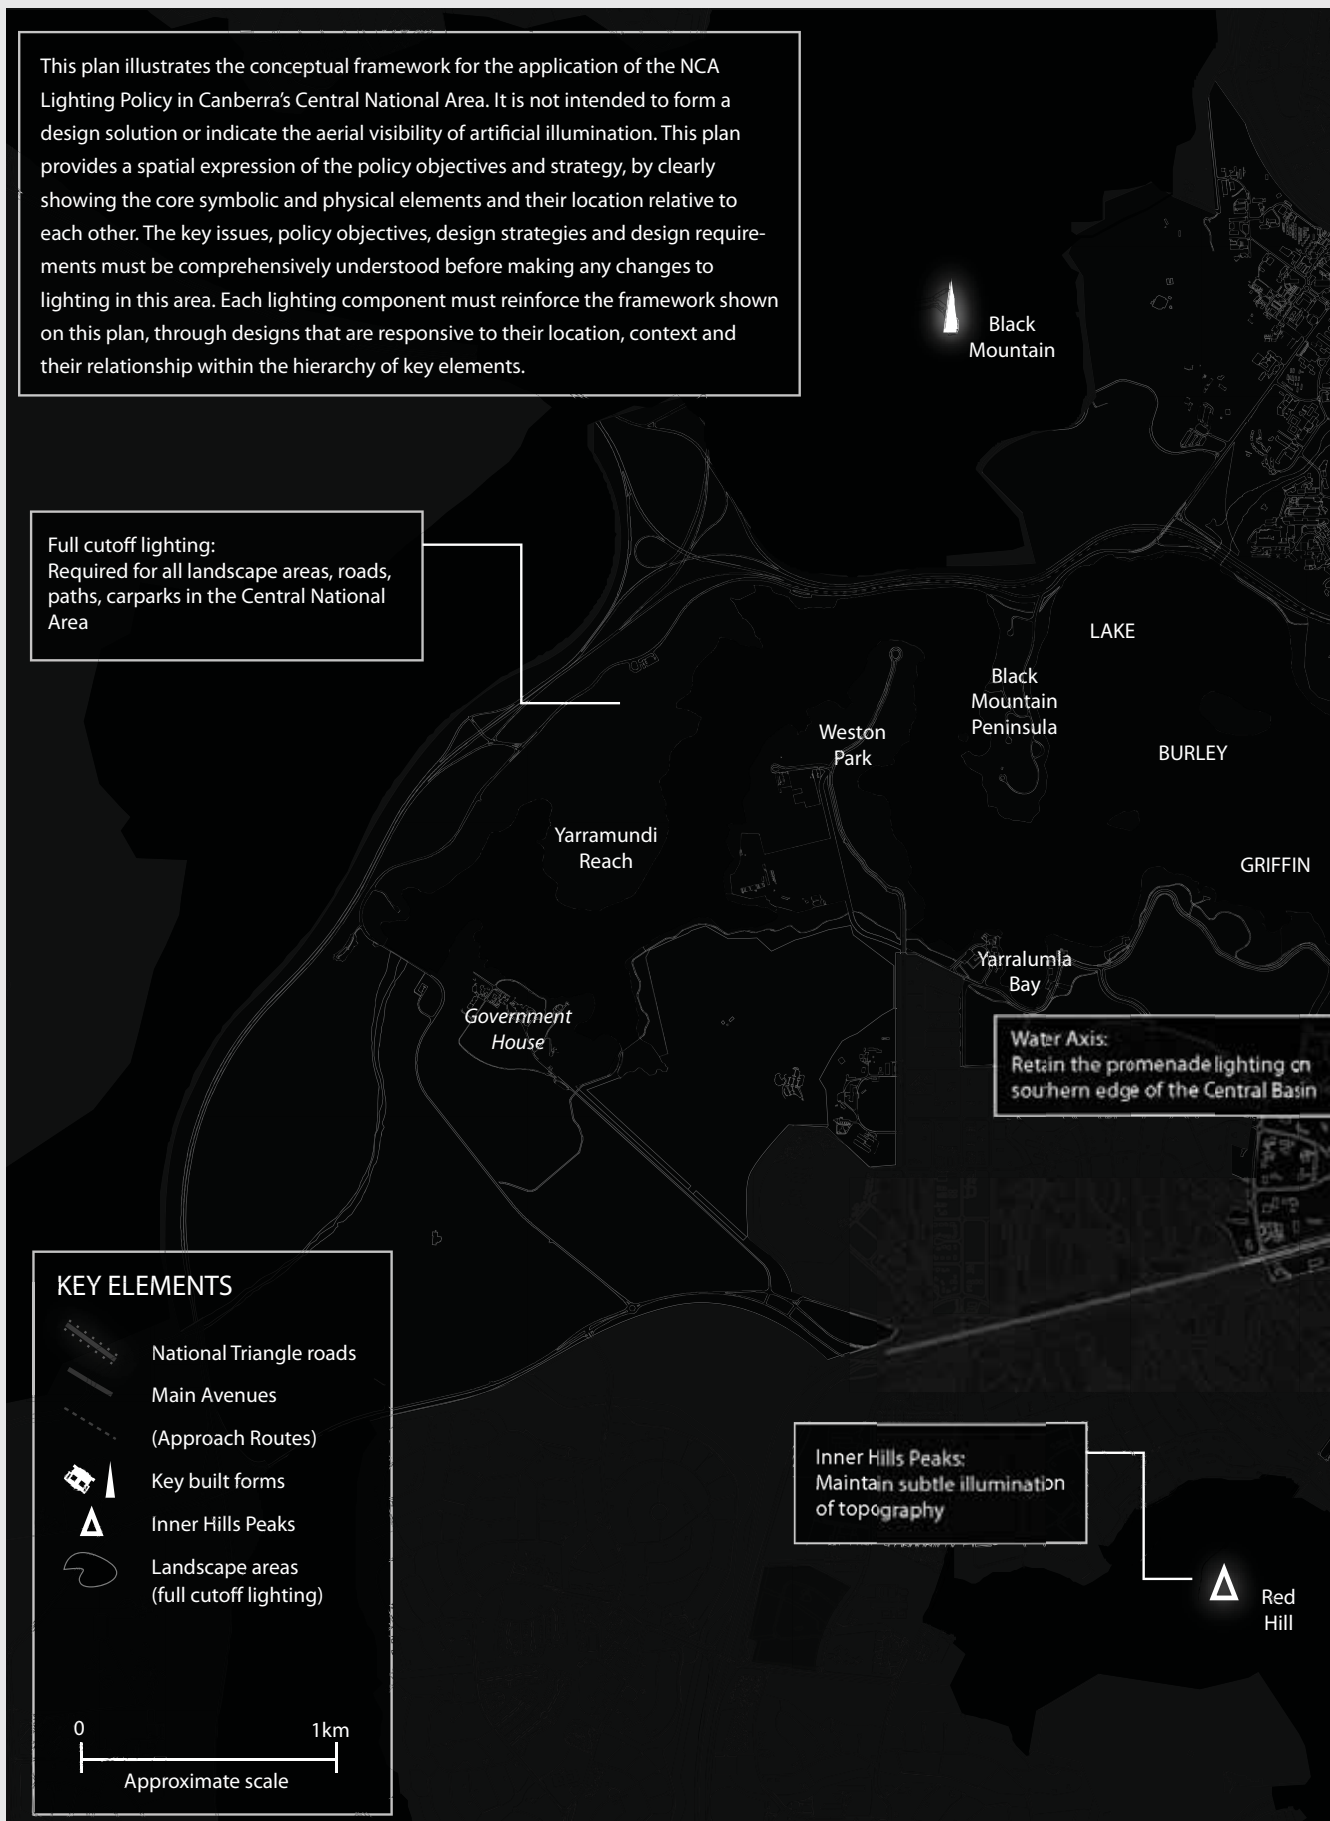 This plan illustrates the conceptual framework for the application of the NCA
Lighting Policy in Canberra's Central National Area. It is not intended to form a
design solution or indicate the aerial visibility of artificial illumination. This plan
provides a spatial expression of the policy objectives and strategy, by clearly
showing the core symbolic and physical elements and their location relative to
each other. The key issues, policy objectives, design strategies and design require-
ments must be comprehensively understood before making any changes to
lighting in this area. Each lighting component must reinforce the framework shown
on this plan, through designs that are responsive to their location, context and
their relationship within the hierarchy of key elements.
Black
Mountain
Full cutoff lighting:
Required for all landscape areas, roads,
paths, carparks in the Central National
Area
LAKE
Black
Mountain
Peninsula
Weston
Park
BURLEY
Yarramundi
Reach
GRIFFIN
Yarralumla
Bay
Government
House
Water Axis:
Retain the promenade lighting on
southern edge of the Central Basin
KEY ELEMENTS
National Triangle roads
Main Avenues
(Approach Routes)
Key built forms
Inner Hills Peaks
Landscape areas
(full cutoff lighting)
0 1km
Approximate scale
Inner Hills Peaks:
Maintain subtle illumination
of topography
Red
Hill